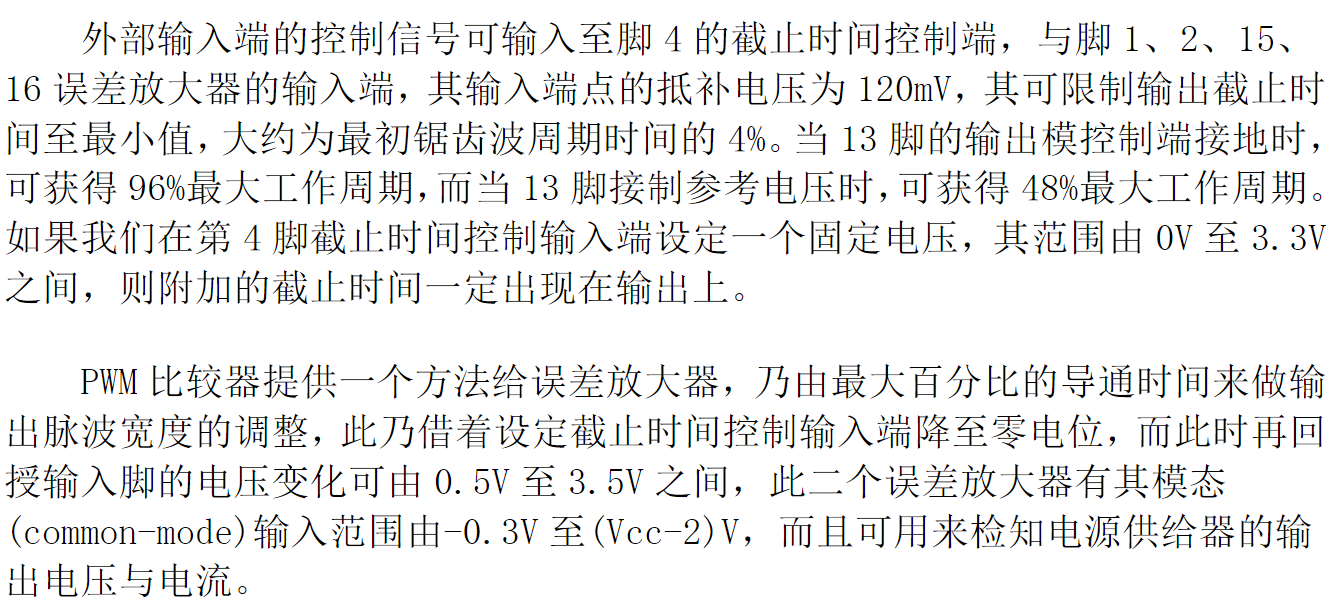 外部输入端的控制信号可输入至脚 4 的截止时间控制端，与脚 1、2、15、
16 误差放大器的输入端，其输入端点的抵补电压为 120mV，其可限制输出截止时
间至最小值，大约为最初锯齿波周期时间的 4%。当 13 脚的输出模控制端接地时，
可获得 96%最大工作周期，而当 13 脚接制参考电压时，可获得 48%最大工作周期。
如果我们在第 4 脚截止时间控制输入端设定一个固定电压，其范围由 0V 至 3.3V
之间，则附加的截止时间一定出现在输出上。
PWM 比较器提供一个方法给误差放大器，乃由最大百分比的导通时间来做输
出脉波宽度的调整，此乃借着设定截止时间控制输入端降至零电位，而此时再回
授输入脚的电压变化可由 0.5V 至 3.5V 之间，此二个误差放大器有其模态
(common-mode)输入范围由-0.3V 至(Vcc-2)V，而且可用来检知电源供给器的输
出电压与电流。